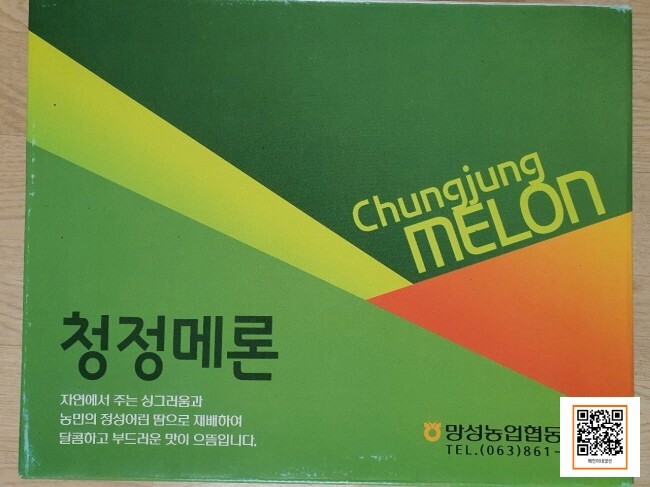 Chungjung
MELON
청정메론
자연에서 주는 싱그러움과
농민의 정성어린 땀으로 재배하여
달콤하고 부드러운 맛이 으뜸입니다.
망성농업협동
TEL.(063)861-